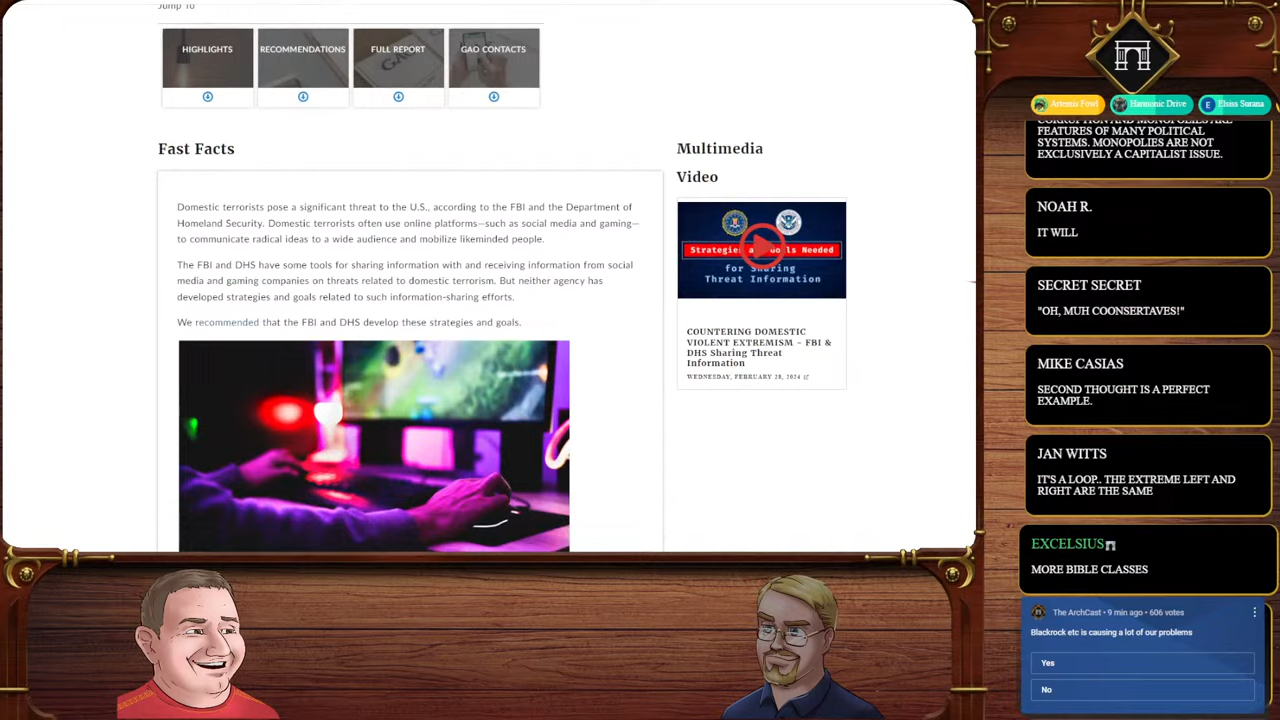 Jump To
HIGHLIGHTS
RECOMMENDATIONS
FULL REPORT
GAO CONTACTS
Fast Facts
Domestic terrorists pose a significant threat to the U.S., according to the FBI and the Department of
Homeland Security. Domestic terrorists often use online platforms—such as social media and gaming—
to communicate radical ideas to a wide audience and mobilize likeminded people.
The FBI and DHS have some tools for sharing information with and receiving information from social
media and gaming companies on threats related to domestic terrorism. But neither agency has
developed strategies and goals related to such information-sharing efforts.
We recommended that the FBI and DHS develop these strategies and goals.
Multimedia
Video
Strategies and Goals Needed
for Sharing
Threat Information
COUNTERING DOMESTIC
VIOLENT EXTREMISM – FBI &
DHS Sharing Threat
Information
WEDNESDAY, FEBRUARY 28, 2024
Artemis Fowl
Harmonic Drive
E Elsiss Surana
CORRUPTION AND MONOPOLIES ARE
FEATURES OF MANY POLITICAL
SYSTEMS. MONOPOLIES ARE NOT
EXCLUSIVELY A CAPITALIST ISSUE.
NOAH R.
IT WILL
SECRET SECRET
"OH, MUH COONSERTAVES!"
MIKE CASIAS
SECOND THOUGHT IS A PERFECT
EXAMPLE.
JAN WITTS
IT'S A LOOP.. THE EXTREME LEFT AND
RIGHT ARE THE SAME
EXCELSIUS
MORE BIBLE CLASSES
The ArchCast • 9 min ago • 606 votes
Blackrock etc is causing a lot of our problems
Yes
No